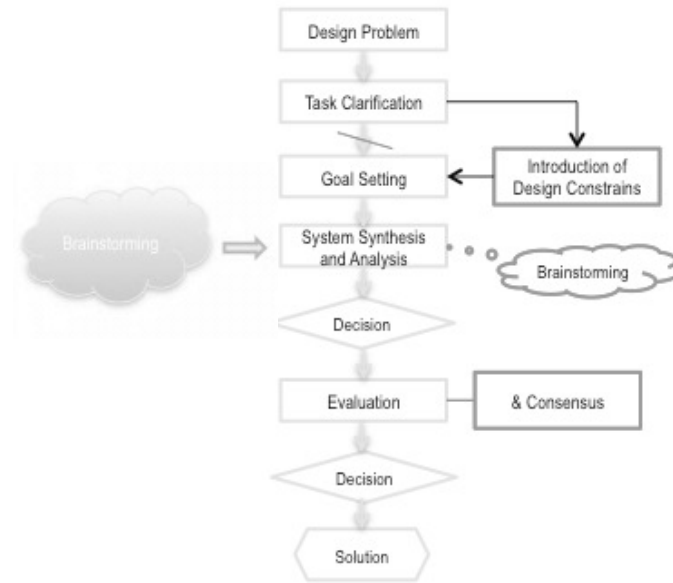 Design Problem
Task Clarification
Goal Setting
Introduction of
Design Constrains
Brainstorming
System Synthesis
and Analysis
Brainstorming
Decision
Evaluation
& Consensus
Decision
Solution